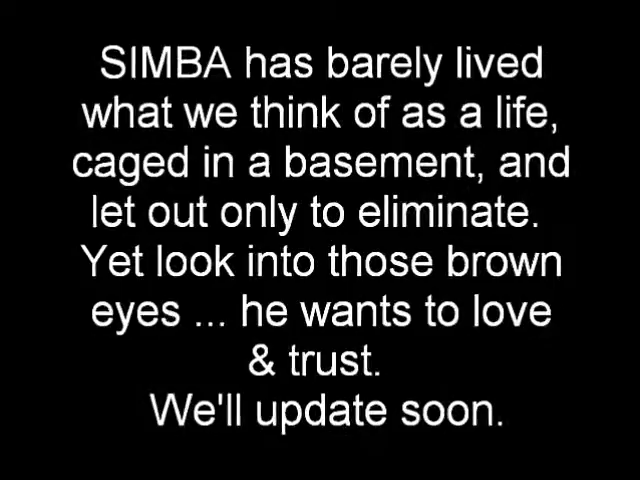 SIMBA has barely lived
what we think of as a life,
caged in a basement, and
let out only to eliminate.
Yet look into those brown
eyes ... he wants to love
& trust.
We'll update soon.